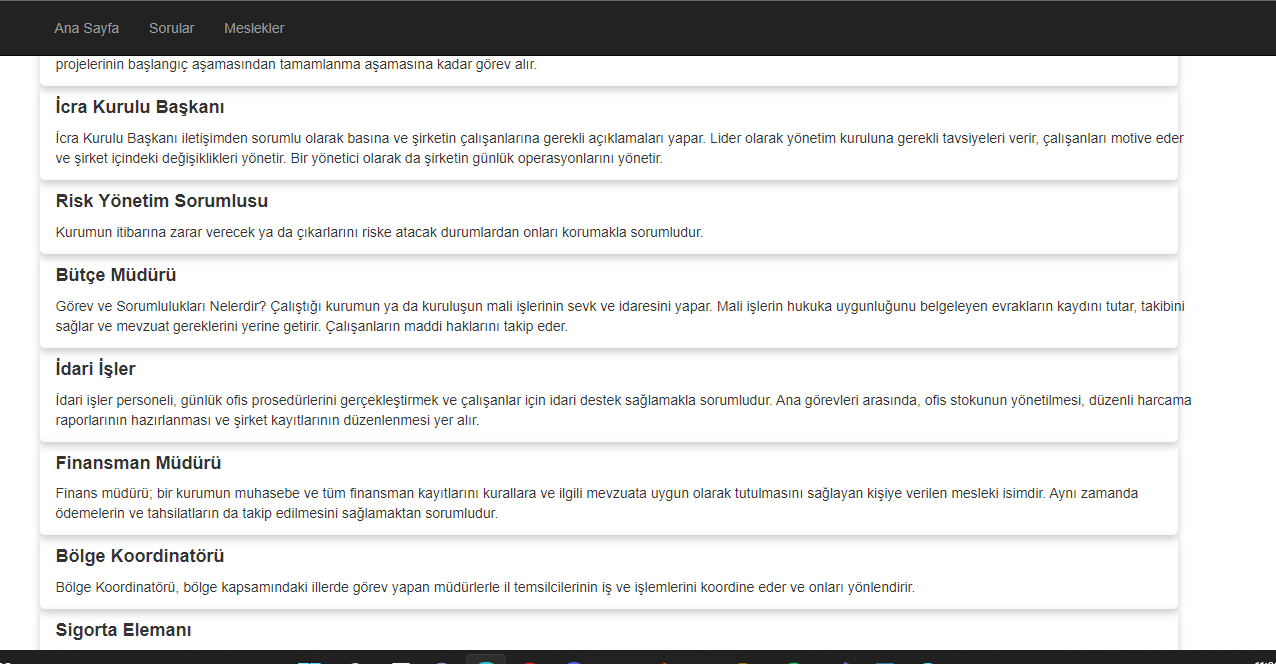 Ana Sayfa Sorular Meslekler
projelerinin başlangıç aşamasından tamamlanma aşamasına kadar görev alır.
İcra Kurulu Başkanı
İcra Kurulu Başkanı iletişimden sorumlu olarak basına ve şirketin çalışanlarına gerekli açıklamaları yapar. Lider olarak yönetim kuruluna gerekli tavsiyeleri verir, çalışanları motive eder
ve şirket içindeki değişiklikleri yönetir. Bir yönetici olarak da şirketin günlük operasyonlarını yönetir.
Risk Yönetim Sorumlusu
Kurumun itibarına zarar verecek ya da çıkarlarını riske atacak durumlardan onları korumakla sorumludur.
Bütçe Müdürü
Görev ve Sorumlulukları Nelerdir? Çalıştığı kurumun ya da kuruluşun mali işlerinin sevk ve idaresini yapar. Mali işlerin hukuka uygunluğunu belgeleyen evrakların kaydını tutar, takibini
sağlar ve mevzuat gereklerini yerine getirir. Çalışanların maddi haklarını takip eder.
İdari İşler
İdari işler personeli, günlük ofis prosedürlerini gerçekleştirmek ve çalışanlar için idari destek sağlamakla sorumludur. Ana görevleri arasında, ofis stokunun yönetilmesi, düzenli harcama
raporlarının hazırlanması ve şirket kayıtlarının düzenlenmesi yer alır.
Finansman Müdürü
Finans müdürü; bir kurumun muhasebe ve tüm finansman kayıtlarını kurallara ve ilgili mevzuata uygun olarak tutulmasını sağlayan kişiye verilen mesleki isimdir. Aynı zamanda
ödemelerin ve tahsilatların da takip edilmesini sağlamaktan sorumludur.
Bölge Koordinatörü
Bölge Koordinatörü, bölge kapsamındaki illerde görev yapan müdürlerle il temsilcilerinin iş ve işlemlerini koordine eder ve onları yönlendirir.
Sigorta Elemanı